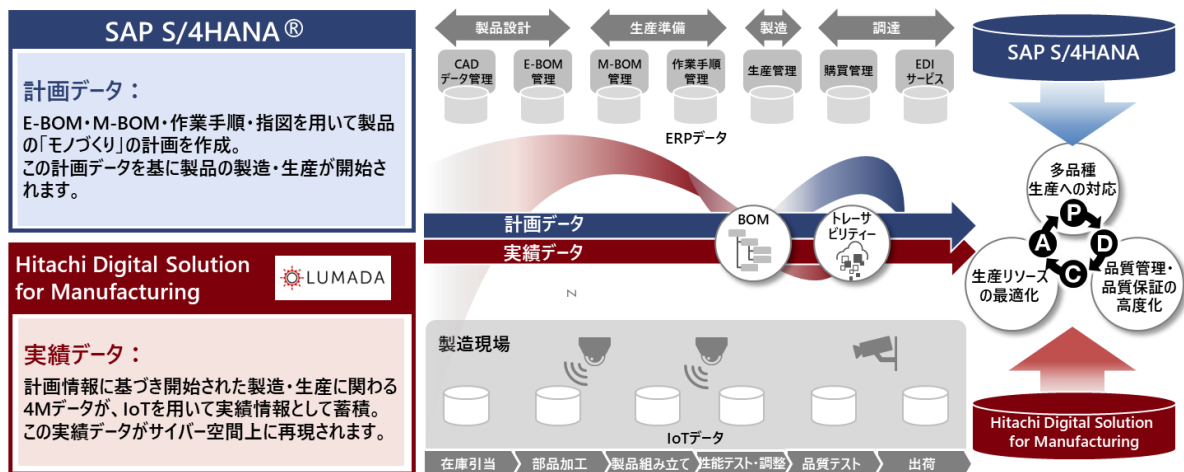 SAP S/4HANA®
計画データ：
E-BOM・M-BOM・作業手順・指図を用いて製品
の「モノづくり」の計画を作成。
この計画データを基に製品の製造・生産が開始
されます。
Hitachi Digital Solution
for Manufacturing
LUMADA
実績データ：
計画情報に基づき開始された製造・生産に関わる
4Mデータが、IoTを用いて実績情報として蓄積。
この実績データがサイバー空間上に再現されます。
製品設計
生産準備
製造
調達
CAD
データ管理
E-BOM
管理
M-BOM
管理
作業手順
管理
生産管理
購買管理
EDI
サービス
ERPデータ
計画データ
実績データ
BOM
トレーサ
ビリティー
Z
製造現場
IoTデータ
在庫引当
部品加工
製品組み立て
性能テスト・調整
品質テスト
出荷
SAP S/4HANA
多品種
生産への対応
P
D
C
A
品質管理・
品質保証の
高度化
生産リソース
の最適化
Hitachi Digital Solution
for Manufacturing